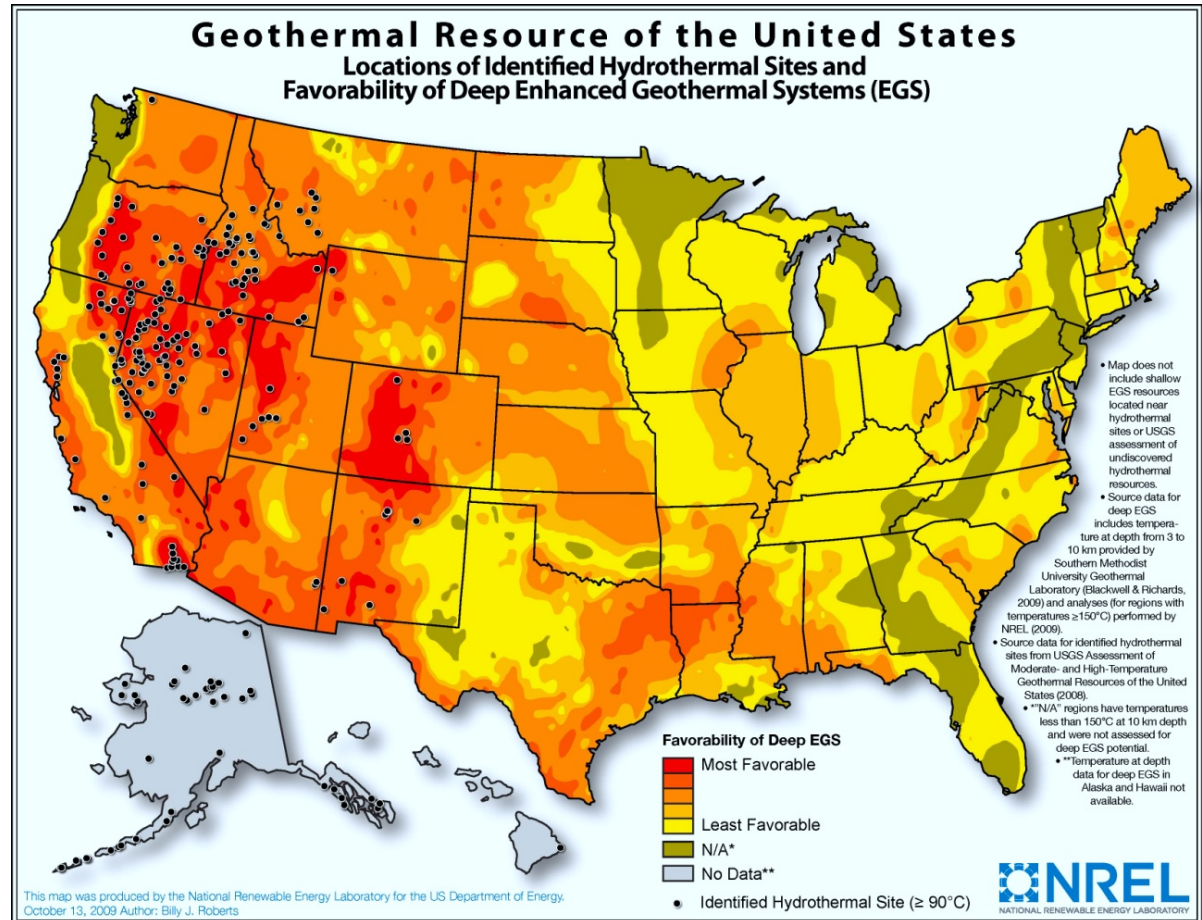 Geothermal Resource of the United States
Locations of Identified Hydrothermal Sites and
Favorability of Deep Enhanced Geothermal Systems (EGS)
• Map does not
include shallow
EGS resources
located near
hydrothermal
sites or USGS
assessment of
undiscovered
hydrothermal
resources.
• Source data for
deep EGS
includes tempera-
ture at depth from 3 to
10 km provided by
Southern Methodist
University Geothermal
Laboratory (Blackwell & Richards,
2009) and analyses (for regions with
temperatures ≥150°C) performed by
NREL (2009).
• Source data for identified hydrothermal
sites from USGS Assessment of
Moderate- and High-Temperature
Geothermal Resources of the United
States (2008).
• *"N/A" regions have temperatures
less than 150°C at 10 km depth
and were not assessed for
deep EGS potential.
• **Temperature at depth
data for deep EGS in
Alaska and Hawaii not
available.
Favorability of Deep EGS
Most Favorable
Least Favorable
N/A*
No Data**
Identified Hydrothermal Site (≥ 90°C)
This map was produced by the National Renewable Energy Laboratory for the US Department of Energy.
October 13, 2009 Author: Billy J. Roberts
NREL
NATIONAL RENEWABLE ENERGY LABORATORY